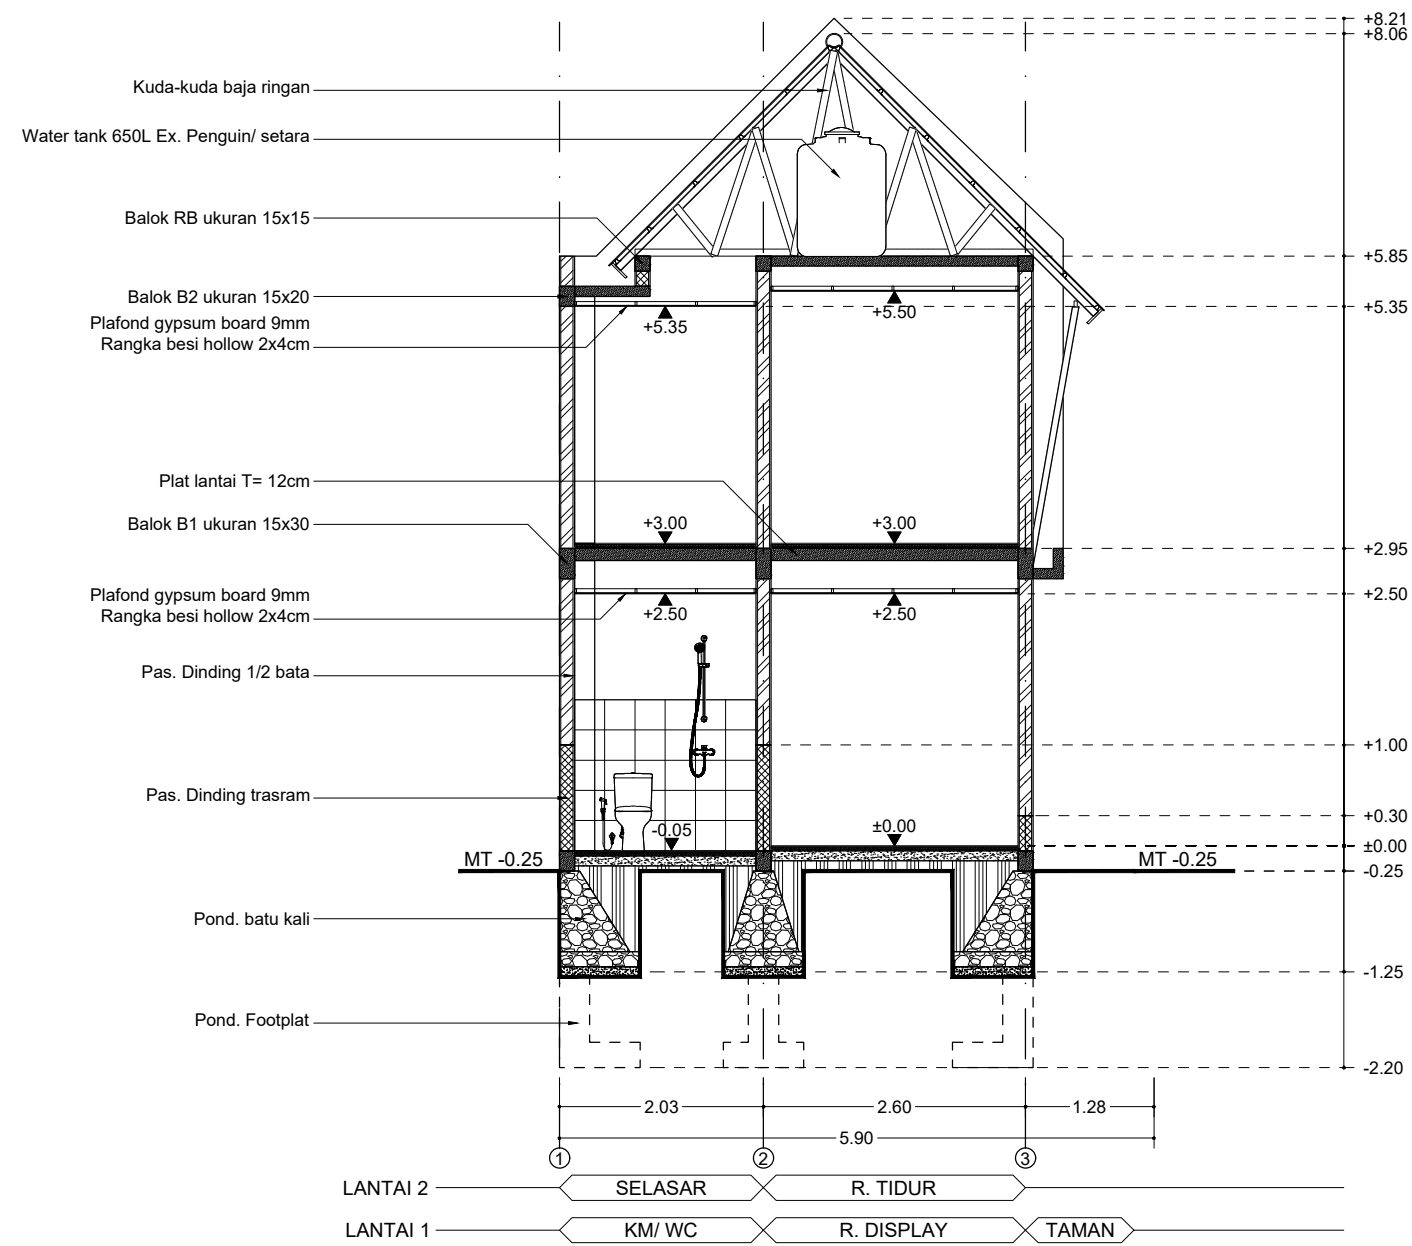 +8.21
+8.06
Kuda-kuda baja ringan
Water tank 650L Ex. Penguin/ setara
Balok RB ukuran 15x15
+5.85
Balok B2 ukuran 15x20
+5.50
+5.35
Plafond gypsum board 9mm
+5.35
Rangka besi hollow 2x4cm
Plat lantai T= 12cm
Balok B1 ukuran 15x30
+3.00
+3.00
+2.95
Plafond gypsum board 9mm
+2.50
Rangka besi hollow 2x4cm
+2.50
+2.50
Pas. Dinding 1/2 bata
+1.00
Pas. Dinding trasram
+0.30
-0.05
±0.00
±0.00
MT -0.25
MT -0.25
-0.25
Pond. batu kali
-1.25
Pond. Footplat
-2.20
2.03
2.60
1.28
5.90
1
2
3
LANTAI 2
SELASAR
R. TIDUR
LANTAI 1
KM/ WC
R. DISPLAY
TAMAN